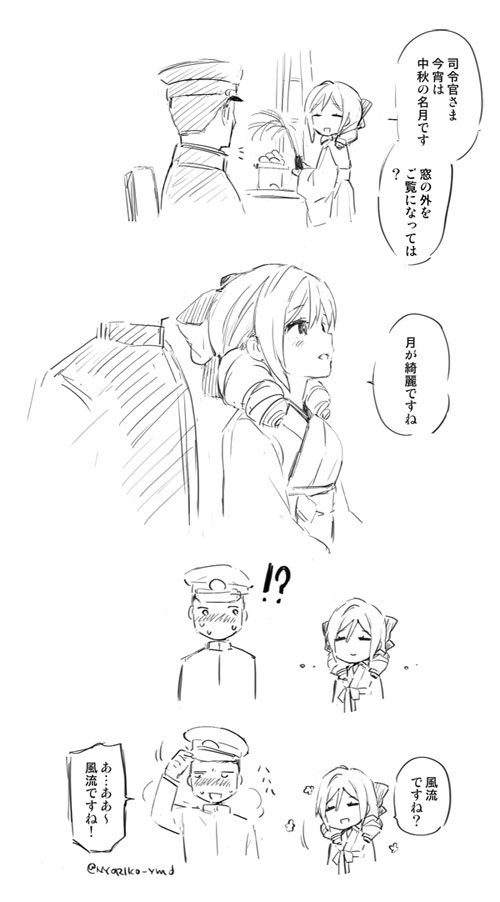 司令官さま
今宵は
中秋の名月です
窓の外を
ご覧になっては
？
月が綺麗ですね
!?
風流
ですね？
あ…ああ〜
風流ですね！
@NYORIKO-YMD